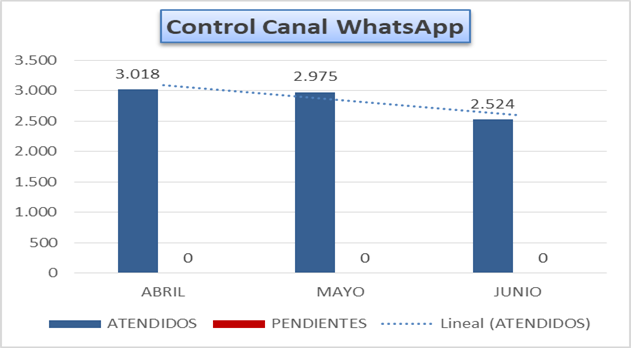 Control Canal WhatsApp
3.500
3.000
2.500
2.000
1.500
1.000
500
0
3.018
2.975
2.524
0
0
0
ABRIL
MAYO
JUNIO
ATENDIDOS
PENDIENTES
Lineal (ATENDIDOS)